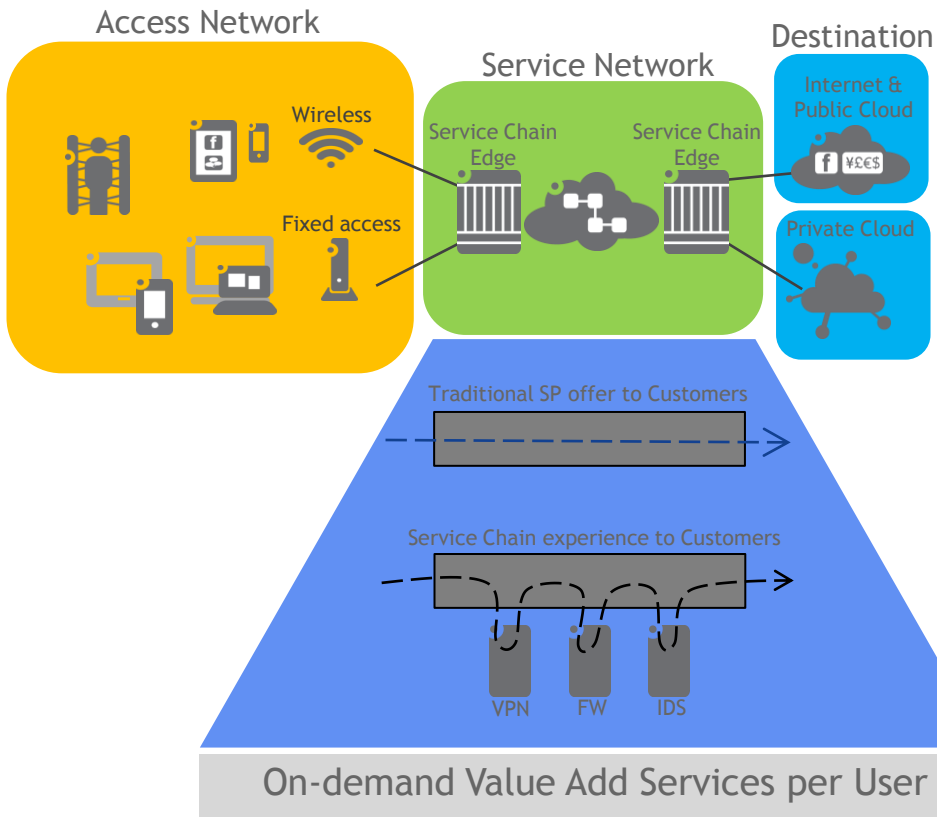 Access Network
Service Network
Destination
Wireless
Fixed access
Service Chain
Edge
Service Chain
Edge
Internet &
Public Cloud
f
f
¥£€$
Private Cloud
Traditional SP offer to Customers
Service Chain experience to Customers
VPN
FW
IDS
On-demand Value Add Services per User